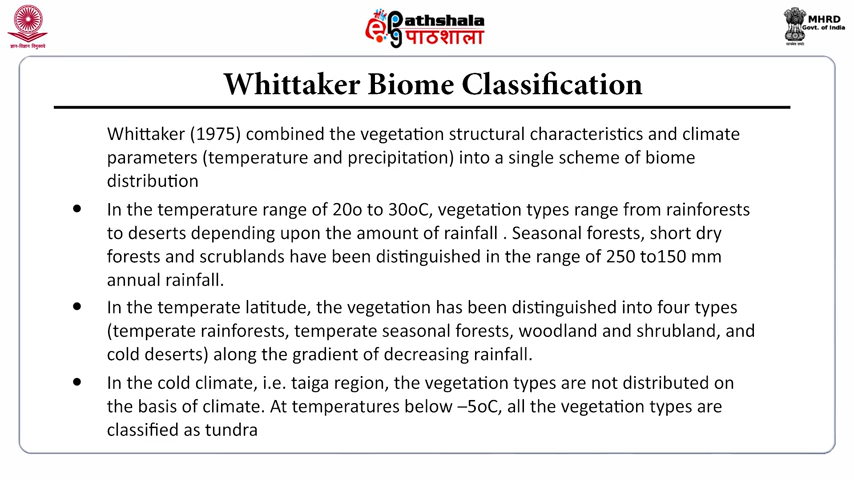 ज्ञान-विज्ञान विमुक्तये
ePathshala
पाठशाला
MHRD
Govt. of India
Whittaker Biome Classification
Whittaker (1975) combined the vegetation structural characteristics and climate
parameters (temperature and precipitation) into a single scheme of biome
distribution
• In the temperature range of 20o to 30oC, vegetation types range from rainforests
to deserts depending upon the amount of rainfall . Seasonal forests, short dry
forests and scrublands have been distinguished in the range of 250 to150 mm
annual rainfall.
• In the temperate latitude, the vegetation has been distinguished into four types
(temperate rainforests, temperate seasonal forests, woodland and shrubland, and
cold deserts) along the gradient of decreasing rainfall.
• In the cold climate, i.e. taiga region, the vegetation types are not distributed on
the basis of climate. At temperatures below –5oC, all the vegetation types are
classified as tundra